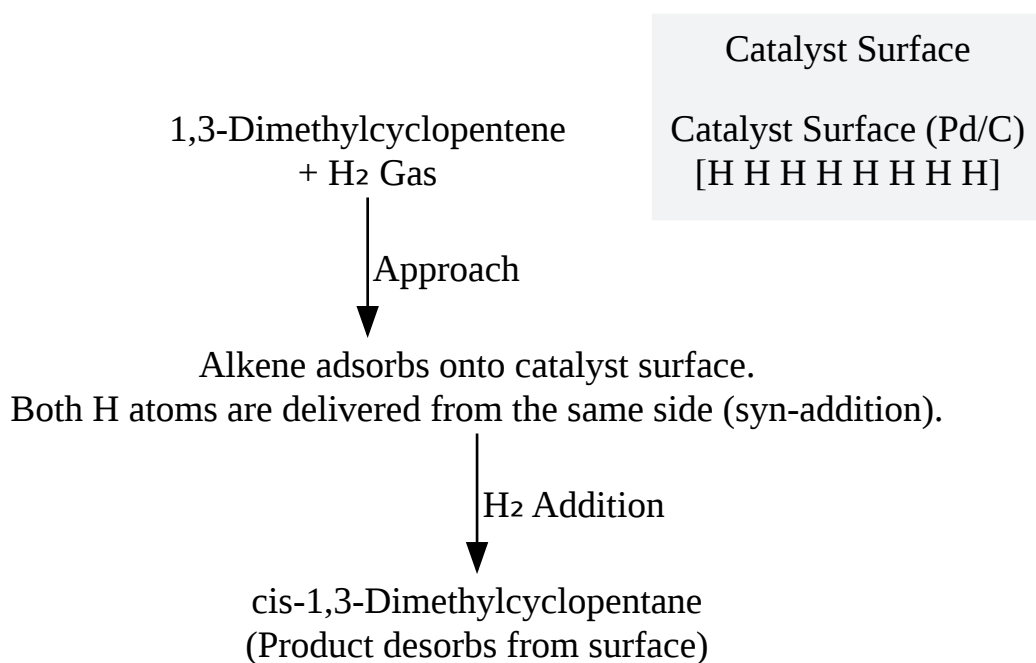 Catalyst Surface
Catalyst Surface (Pd/C)
[H H H H H H H H]
1,3-Dimethylcyclopentene
+ H₂ Gas
Approach
Alkene adsorbs onto catalyst surface.
Both H atoms are delivered from the same side (syn-addition).
H₂ Addition
cis-1,3-Dimethylcyclopentane
(Product desorbs from surface)